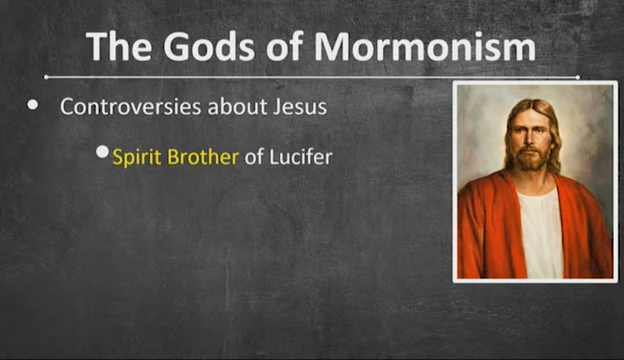 The Gods of Mormonism
Controversies about Jesus
Spirit Brother of Lucifer